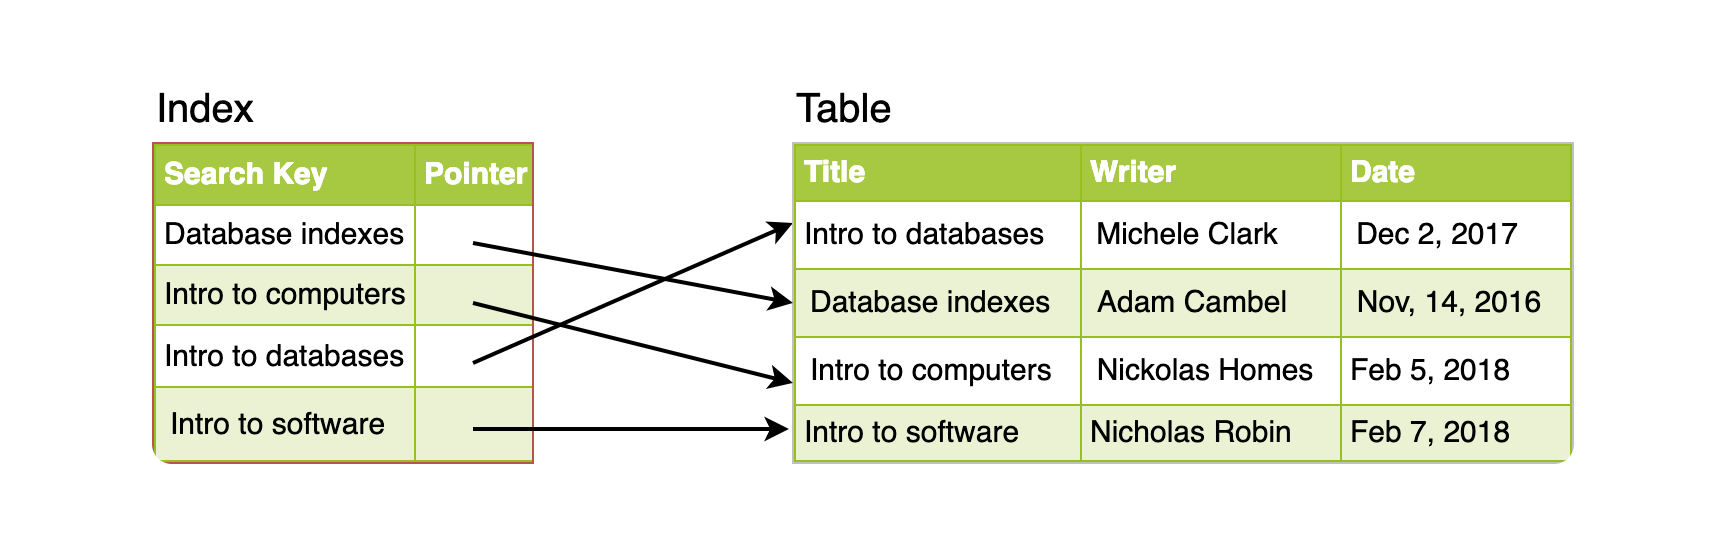 Index
Search Key Pointer
Database indexes
Intro to computers
Intro to databases
Intro to software
Table
Title Writer Date
Intro to databases Michele Clark Dec 2, 2017
Database indexes Adam Cambel Nov, 14, 2016
Intro to computers Nickolas Homes Feb 5, 2018
Intro to software Nicholas Robin Feb 7, 2018